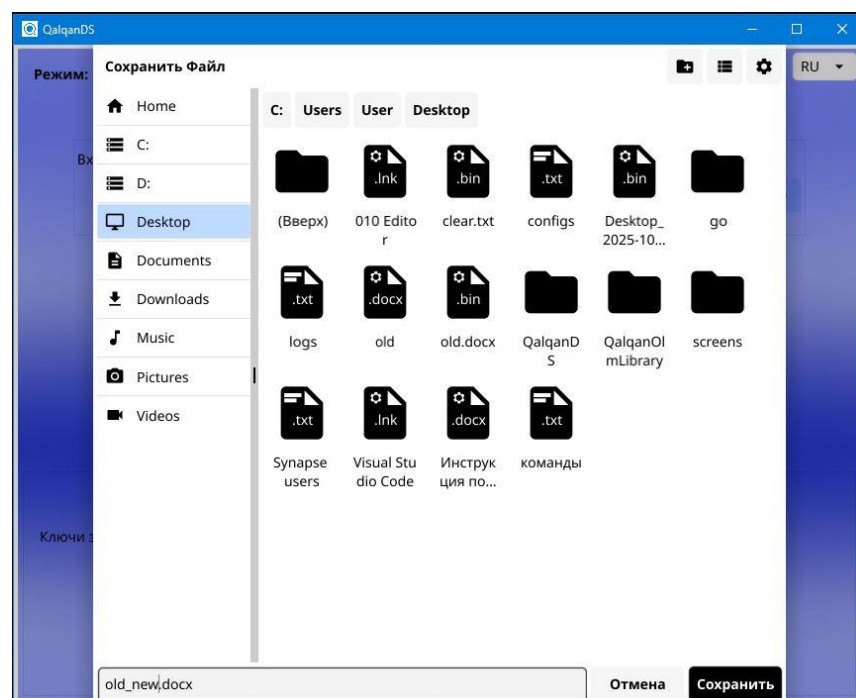 QalqanDS
Режим:
Сохранить Файл
RU
Home
C:
D:
Desktop
Documents
Downloads
Music
Pictures
Videos
C: Users User Desktop
.lnk .bin .txt .bin
(Вверх) 010 Edito
r clear.txt configs Desktop_
2025-10... go
.txt .docx .bin
logs old old.docx QalqanD
S QalqanOl
mLibrary screens
.txt .lnk .docx .txt
Synapse
users Visual Stu
dio Code Инструк
ция по... команды
Вх
Ключи з
old_new.docx
Отмена Сохранить